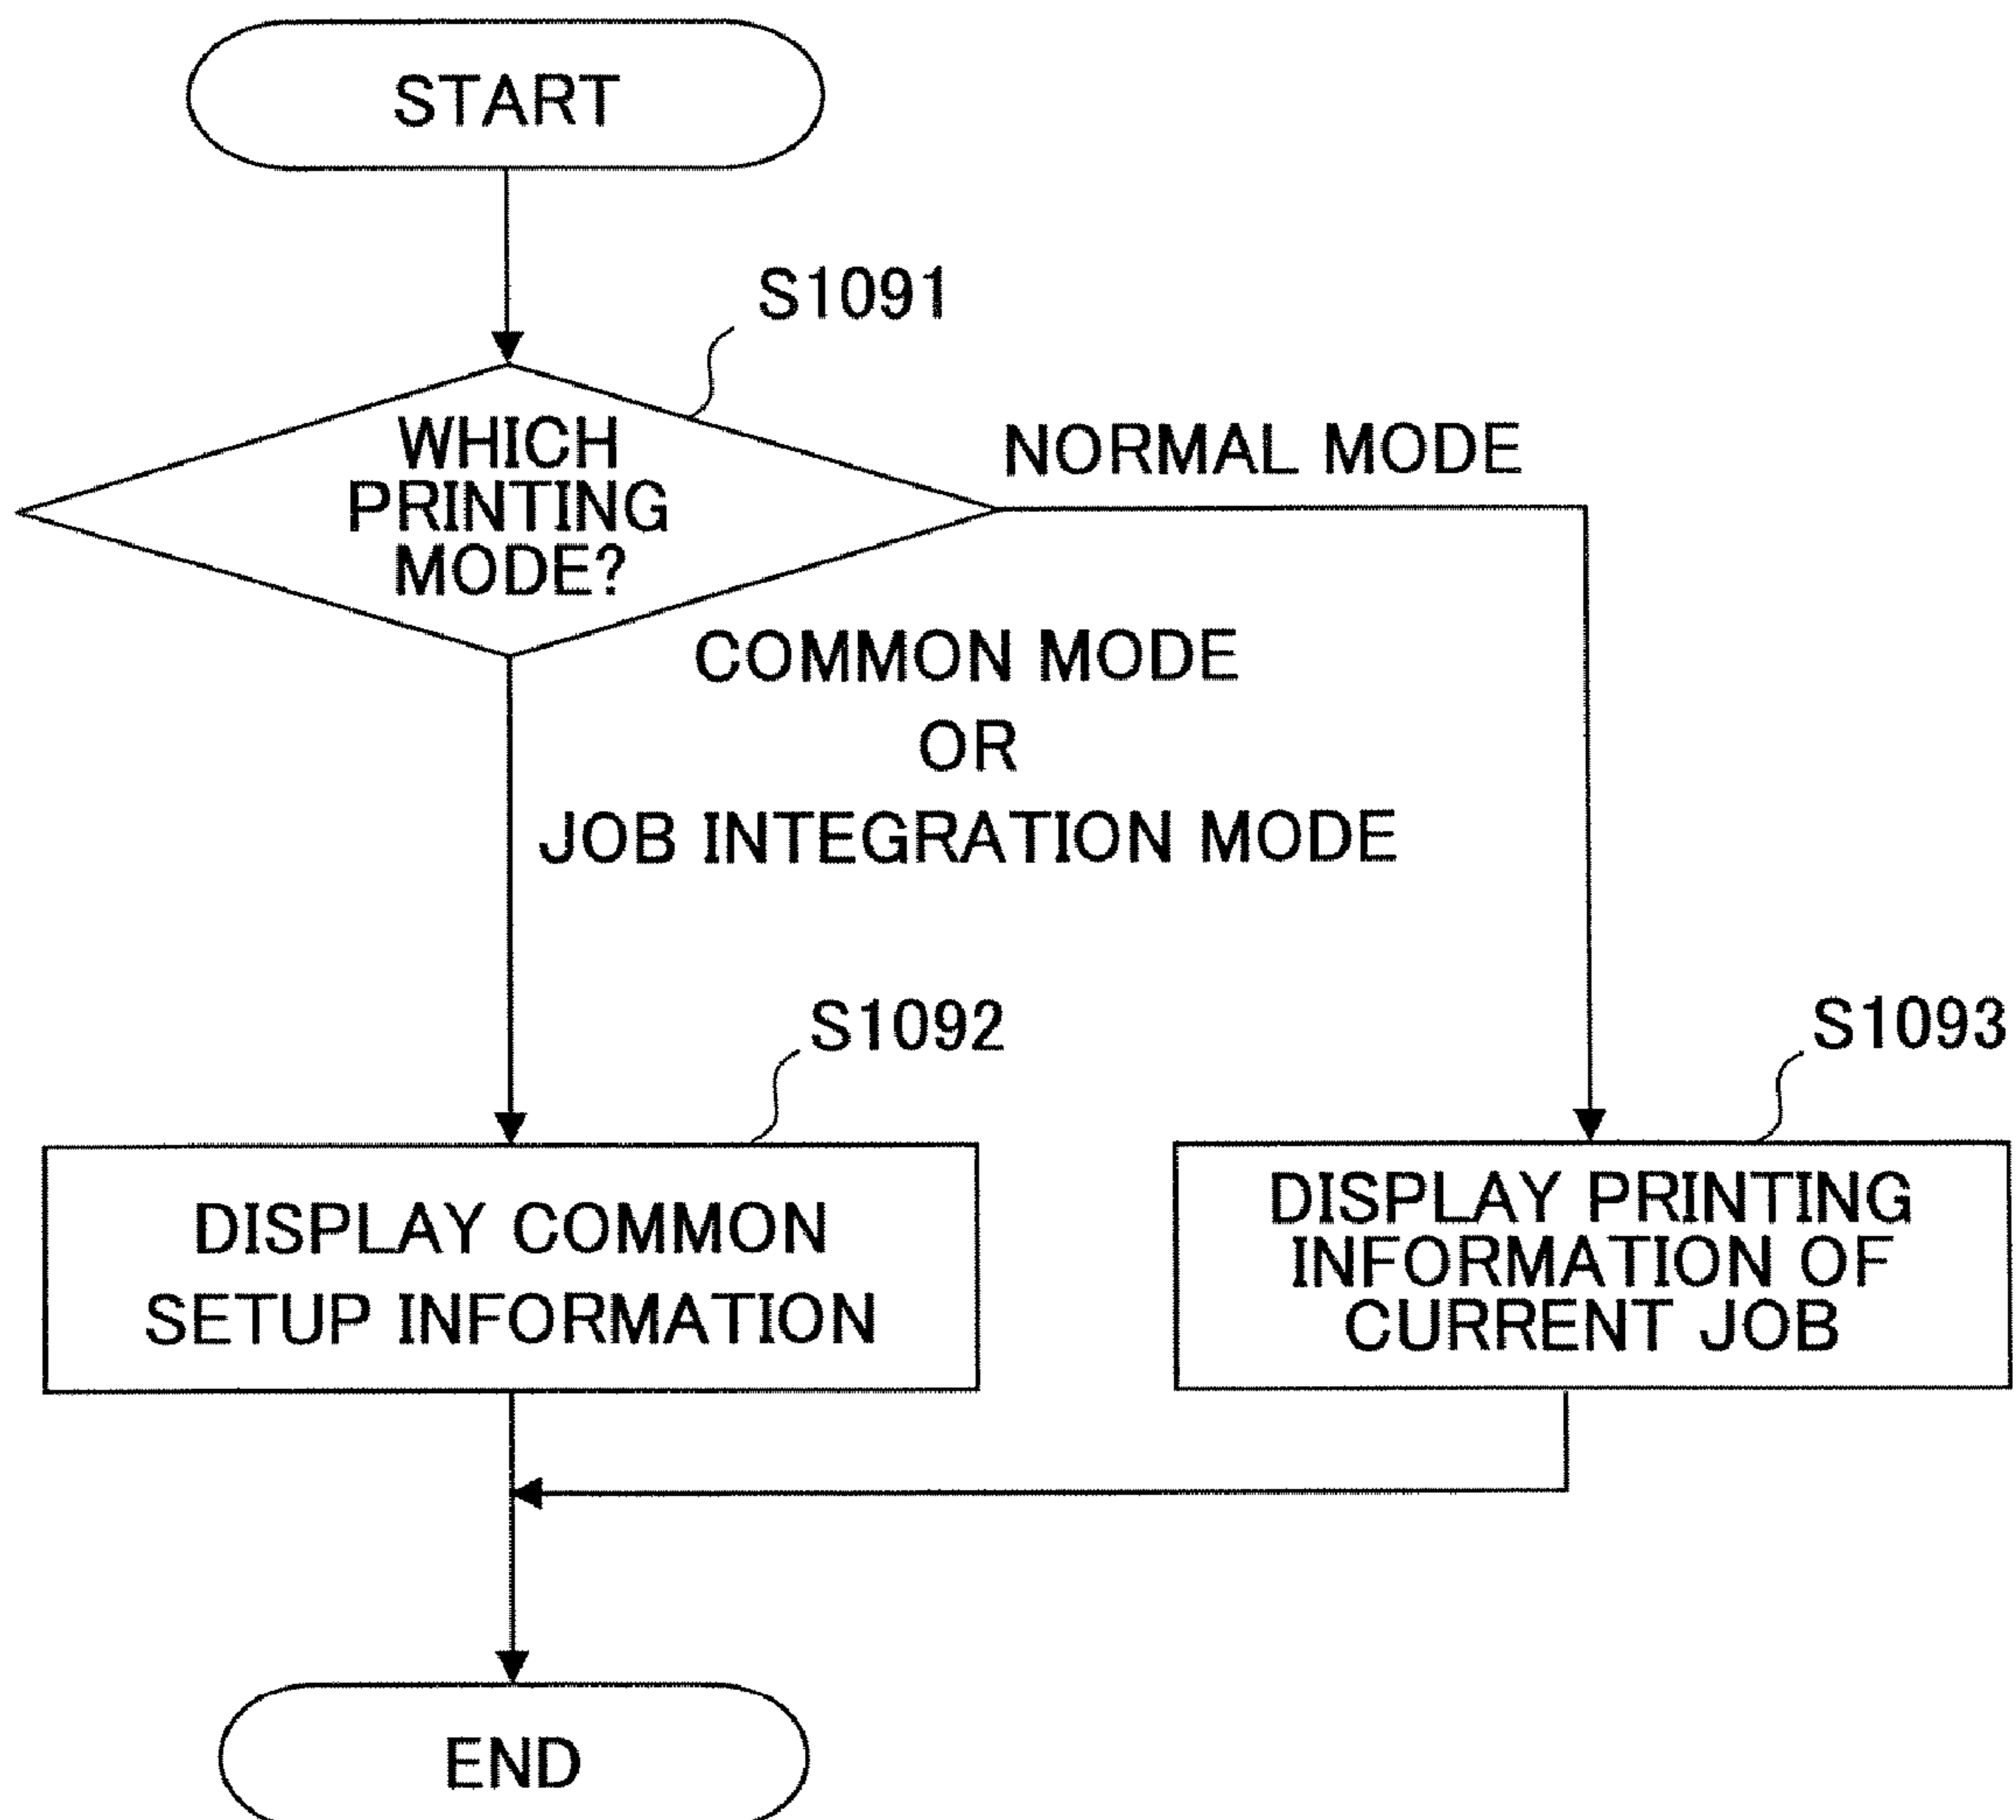 START
S1091
WHICH
PRINTING
MODE?
NORMAL MODE
COMMON MODE
OR
JOB INTEGRATION MODE
S1092
S1093
DISPLAY COMMON
SETUP INFORMATION
DISPLAY PRINTING
INFORMATION OF
CURRENT JOB
END